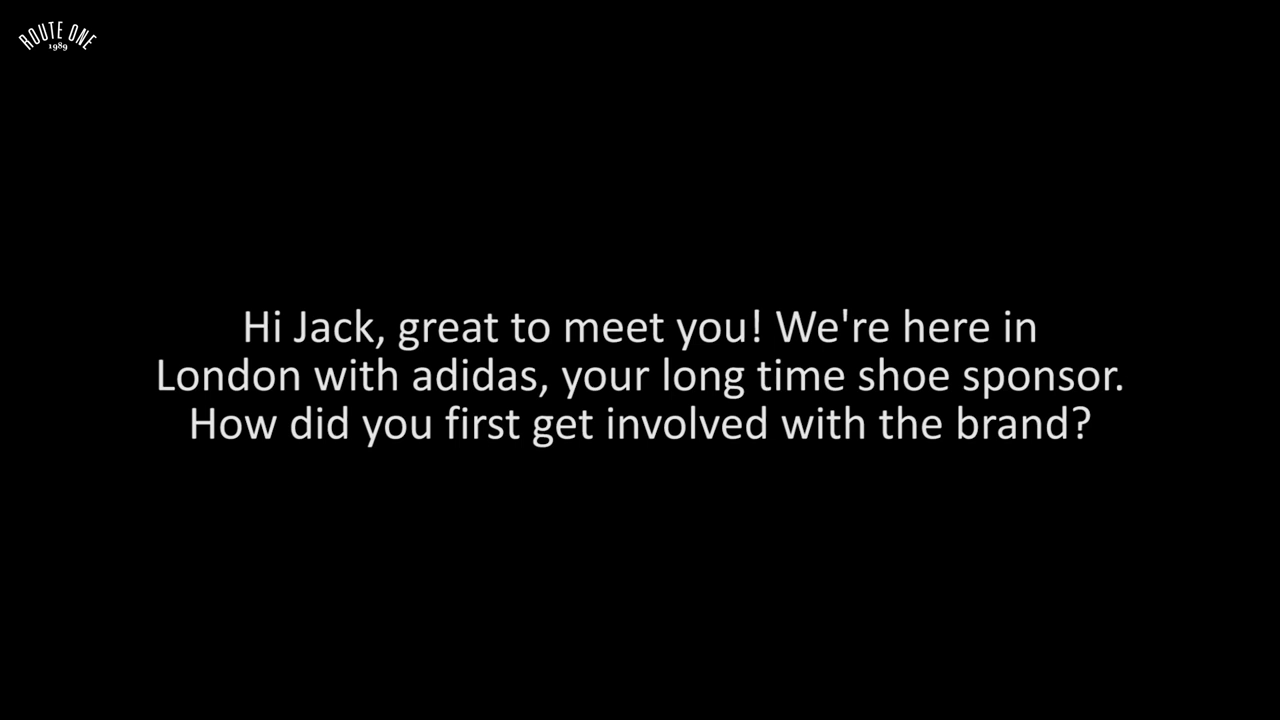 ROUTE ONE
1989
Hi Jack, great to meet you! We're here in
London with adidas, your long time shoe sponsor.
How did you first get involved with the brand?